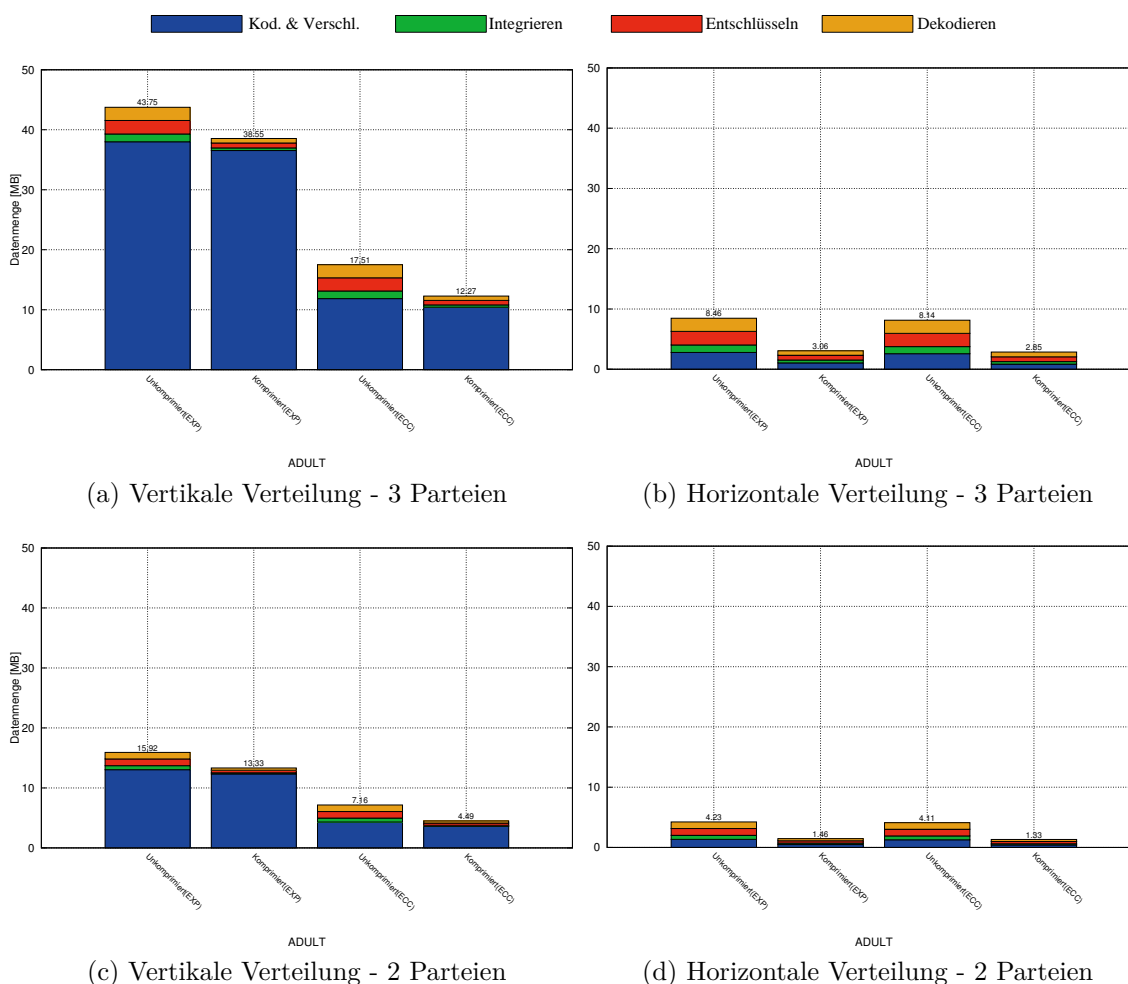 Kod. & Verschl. Integrieren Entschlüsseln Dekodieren
50
40
30
20
10
0
Datenmenge [MB]
43.75
38.55
17.51
12.27
Unkomprimiert(EXP)
Komprimiert(EXP)
Unkomprimiert(ECC)
Komprimiert(ECC)
ADULT
(a) Vertikale Verteilung - 3 Parteien
50
40
30
20
10
0
8.46
3.06
8.14
2.85
Unkomprimiert(EXP)
Komprimiert(EXP)
Unkomprimiert(ECC)
Komprimiert(ECC)
ADULT
(b) Horizontale Verteilung - 3 Parteien
50
40
30
20
10
0
Datenmenge [MB]
15.92
13.33
7.16
4.49
Unkomprimiert(EXP)
Komprimiert(EXP)
Unkomprimiert(ECC)
Komprimiert(ECC)
ADULT
(c) Vertikale Verteilung - 2 Parteien
50
40
30
20
10
0
4.23
1.46
4.11
1.33
Unkomprimiert(EXP)
Komprimiert(EXP)
Unkomprimiert(ECC)
Komprimiert(ECC)
ADULT
(d) Horizontale Verteilung - 2 Parteien